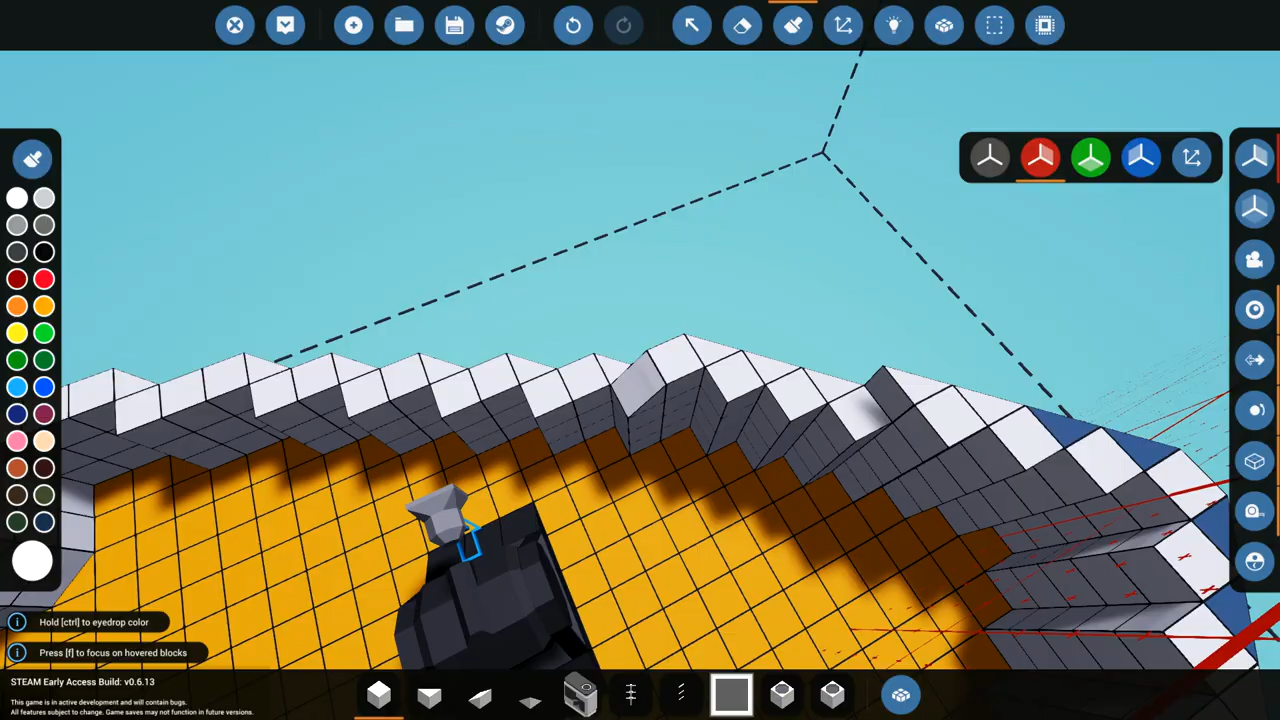 Hold [ctrl] to eyedrop color
Press [f] to focus on hovered blocks
STEAM Early Access Build: v0.6.13
This game is in active development and will contain bugs.
All features subject to change. Game saves may not function in future versions.